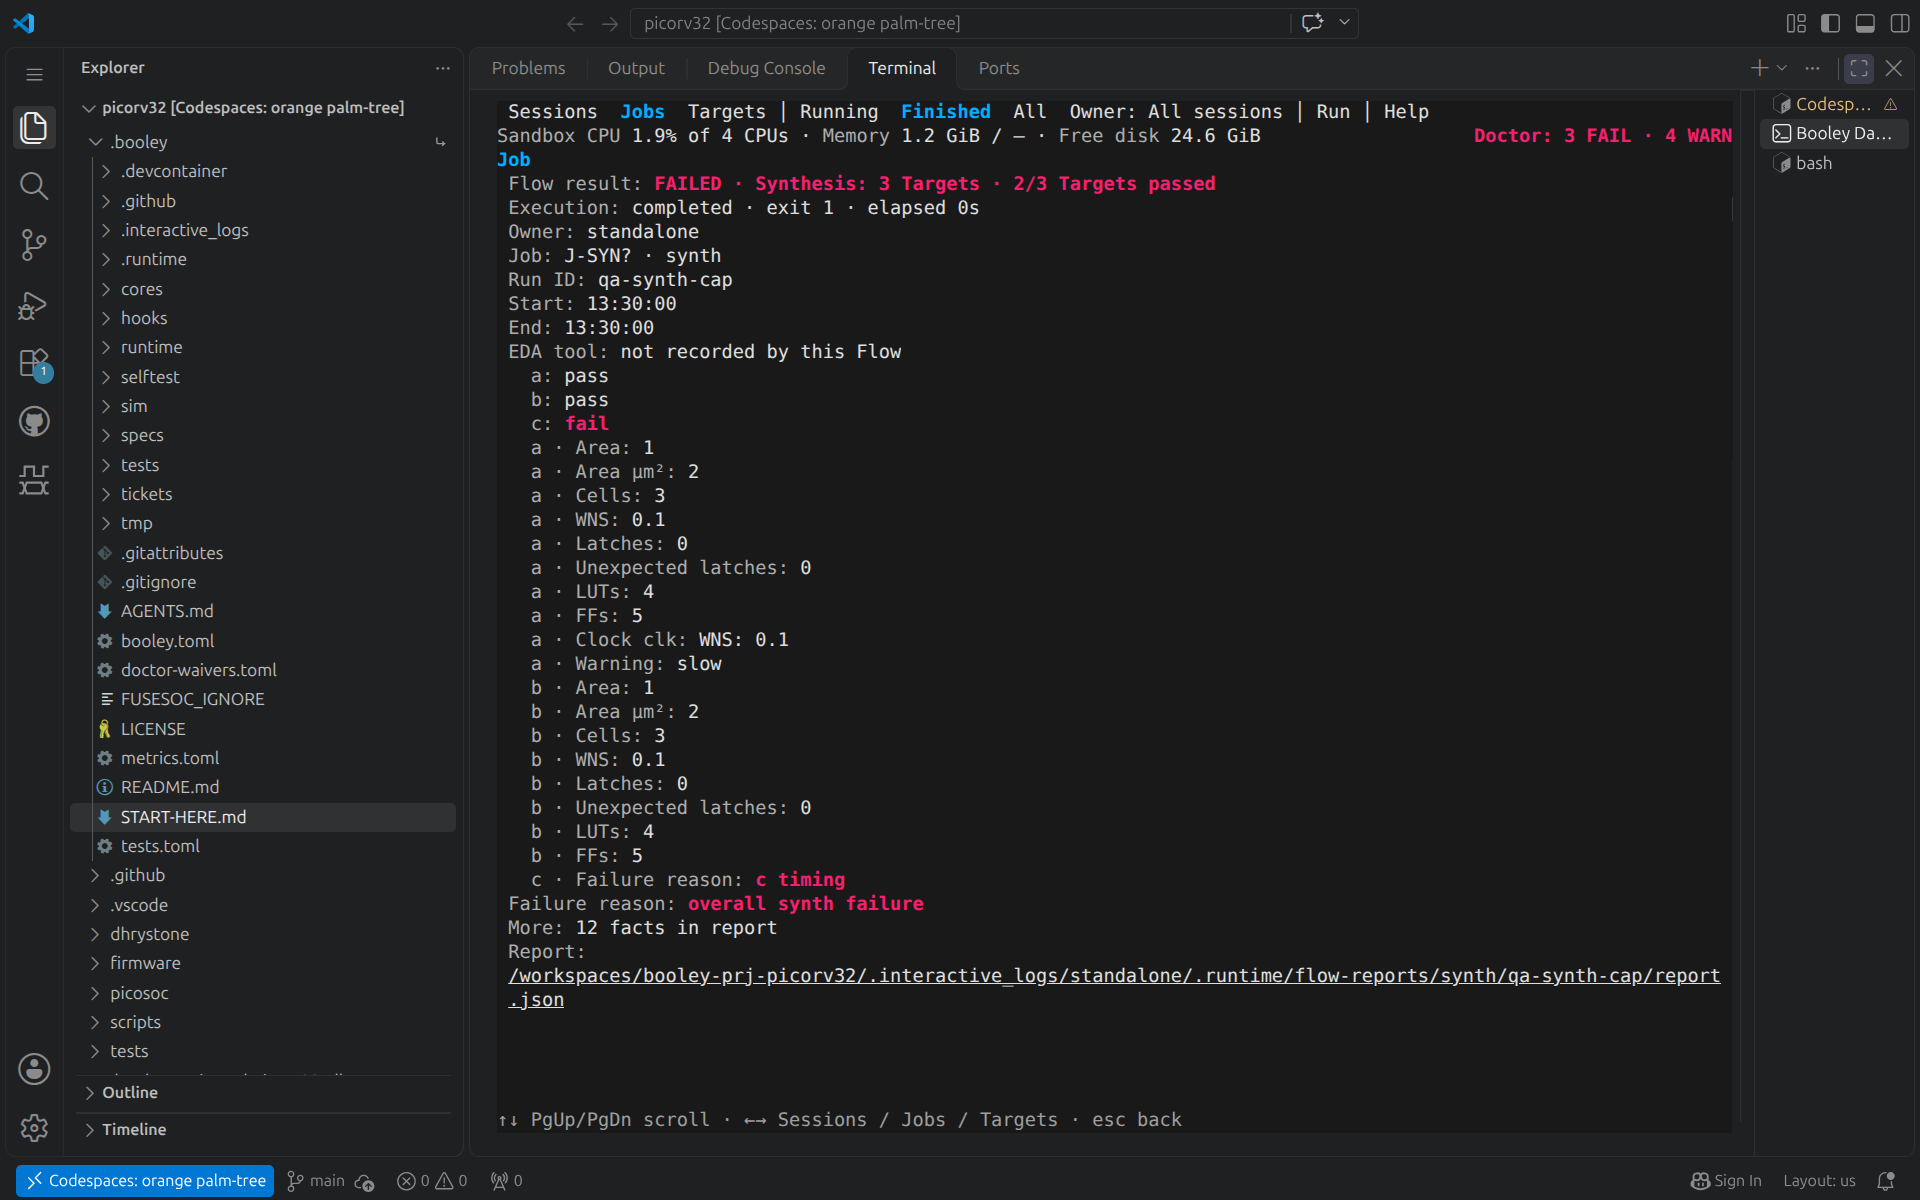 picorv32 [Codespaces: orange palm-tree]
Explorer
picorv32 [Codespaces: orange palm-tree]
.booley
.devcontainer
.github
.interactive_logs
.runtime
cores
hooks
runtime
selftest
sim
specs
tests
tickets
tmp
.gitattributes
.gitignore
AGENTS.md
booley.toml
doctor-waivers.toml
FUSESOC_IGNORE
LICENSE
metrics.toml
README.md
START-HERE.md
tests.toml
.github
.vscode
dhrystone
firmware
picosoc
scripts
tests
Outline
Timeline
1
Problems Output Debug Console Terminal Ports
Sessions Jobs Targets | Running Finished All Owner: All sessions | Run | Help
Sandbox CPU 1.9% of 4 CPUs · Memory 1.2 GiB / — · Free disk 24.6 GiB Doctor: 3 FAIL · 4 WARN
Job
Flow result: FAILED · Synthesis: 3 Targets · 2/3 Targets passed
Execution: completed · exit 1 · elapsed 0s
Owner: standalone
Job: J-SYN? · synth
Run ID: qa-synth-cap
Start: 13:30:00
End: 13:30:00
EDA tool: not recorded by this Flow
a: pass
b: pass
c: fail
a · Area: 1
a · Area µm²: 2
a · Cells: 3
a · WNS: 0.1
a · Latches: 0
a · Unexpected latches: 0
a · LUTs: 4
a · FFs: 5
a · Clock clk: WNS: 0.1
a · Warning: slow
b · Area: 1
b · Area µm²: 2
b · Cells: 3
b · WNS: 0.1
b · Latches: 0
b · Unexpected latches: 0
b · LUTs: 4
b · FFs: 5
c · Failure reason: c timing
Failure reason: overall synth failure
More: 12 facts in report
Report:
/workspaces/booley-prj-picorv32/.interactive_logs/standalone/.runtime/flow-reports/synth/qa-synth-cap/report
.json
↑↓ PgUp/PgDn scroll · ←→ Sessions / Jobs / Targets · esc back
Codesp...
Booley Da...
bash
Codespaces: orange palm-tree main 0 0 0 Sign In Layout: us